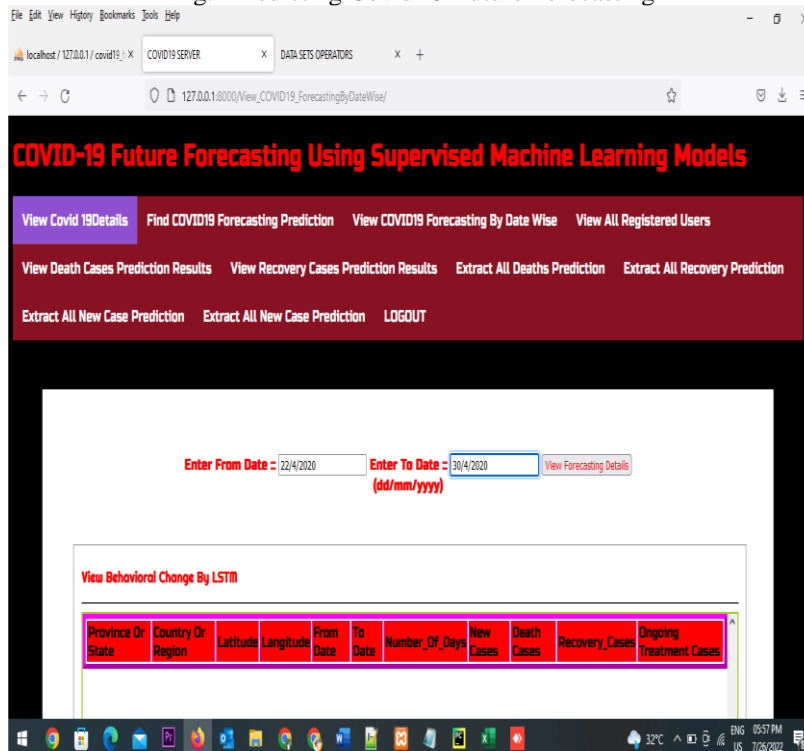 File Edit View History Bookmarks Tools Help
localhost / 127.0.0.1 / covid19_f
COVID19 SERVER
DATA SETS OPERATORS
127.0.0.1:8000/View_COVID19_ForecastingByDateWise/
COVID-19 Future Forecasting Using Supervised Machine Learning Models
View Covid 19Details Find COVID19 Forecasting Prediction View COVID19 Forecasting By Date Wise View All Registered Users
View Death Cases Prediction Results View Recovery Cases Prediction Results Extract All Deaths Prediction Extract All Recovery Prediction
Extract All New Case Prediction Extract All New Case Prediction LOGOUT
Enter From Date :: 22/4/2020 Enter To Date :: 30/4/2020 View Forecasting Details
(dd/mm/yyyy)
View Behavioral Change By LSTM
Province Or State Country Or Region Latitude Langitude From Date To Date Number_Of_Days New Cases Death Cases Recovery_Cases Ongoing Treatment Cases
32°C ENG US 05:57 PM 7/26/2022